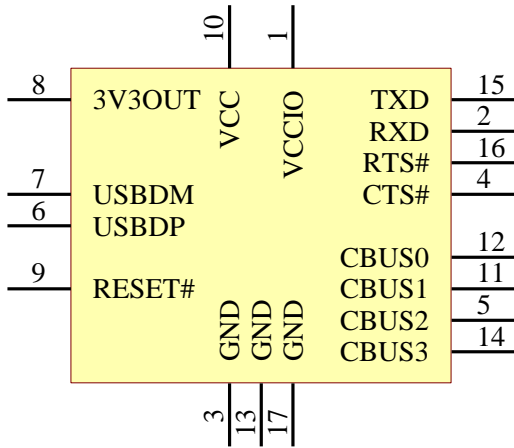 10 1
VCC VCCIO
8 3V3OUT TXD 15
RXD 2
RTS# 16
7 USBDM CTS# 4
6 USBDP
CBUS0 12
9 RESET# CBUS1 11
CBUS2 5
CBUS3 14
GND GND GND
3 13 17